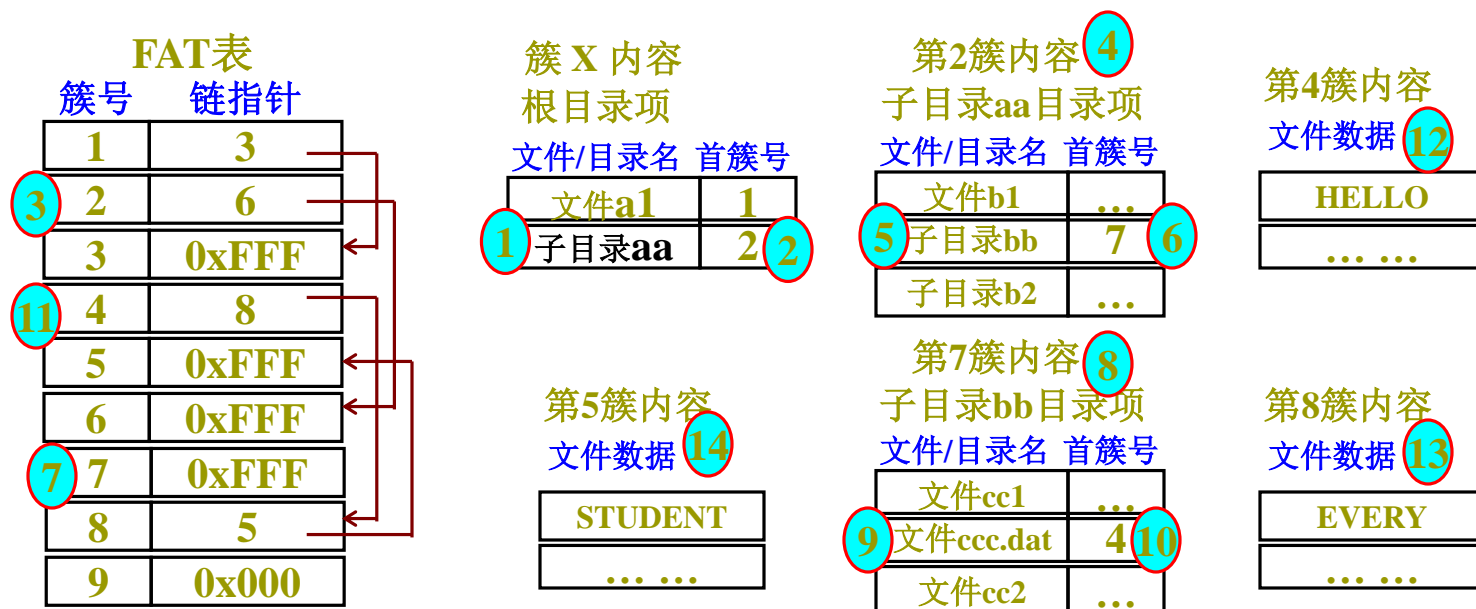 FAT表
簇号 链指针
1 3
3 2 6
3 0xFFF
11 4 8
5 0xFFF
6 0xFFF
7 7 0xFFF
8 5
9 0x000
簇 X 内容
根目录项
文件/目录名 首簇号
文件a1 1
1 子目录aa 2 2
第2簇内容 4
子目录aa目录项
文件/目录名 首簇号
文件b1 …
5 子目录bb 7 6
子目录b2 …
第4簇内容
文件数据 12
HELLO
… …
第5簇内容
文件数据 14
STUDENT
… …
第7簇内容 8
子目录bb目录项
文件/目录名 首簇号
文件cc1 …
9 文件ccc.dat 4 10
文件cc2 …
第8簇内容
文件数据 13
EVERY
… …